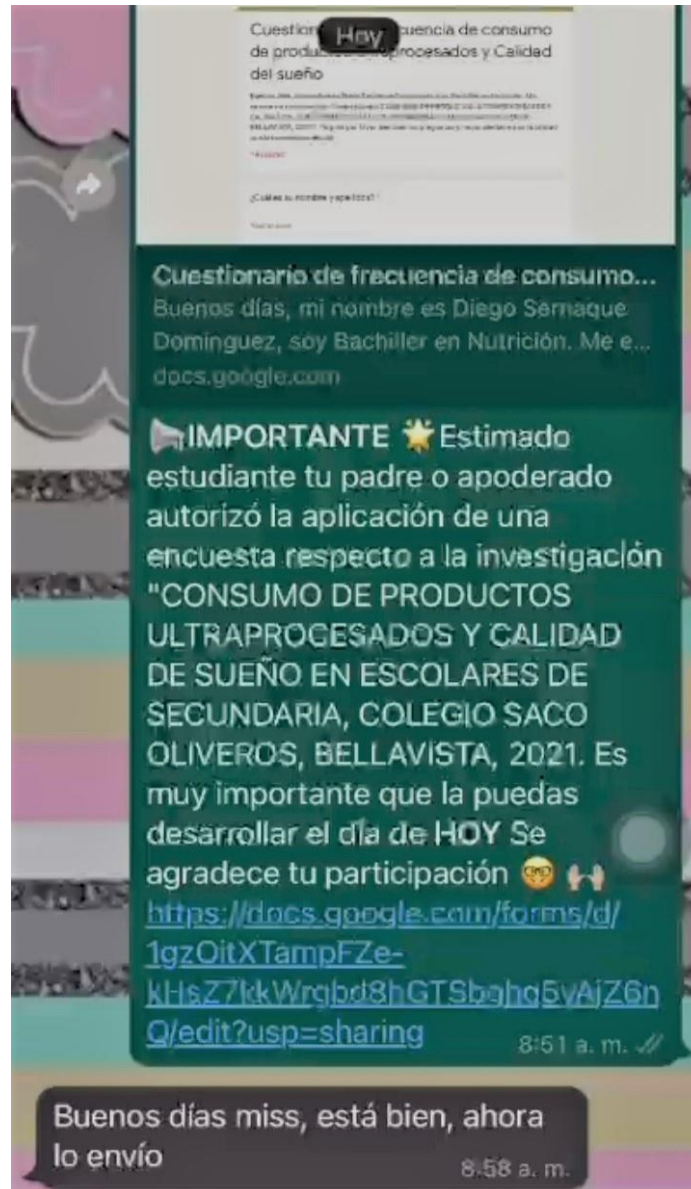 Hoy
Cuestion cuencia de consumo
de produ procesados y Calidad
del sueño
¿Cuál es su nombre y apellidos? *
Cuestionario de frecuencia de consumo...
Buenos días, mi nombre es Diego Sernaque
Dominguez, soy Bachiller en Nutrición. Me e...
docs.google.com
📢IMPORTANTE 🌟Estimado
estudiante tu padre o apoderado
autorizó la aplicación de una
encuesta respecto a la investigación
"CONSUMO DE PRODUCTOS
ULTRAPROCESADOS Y CALIDAD
DE SUEÑO EN ESCOLARES DE
SECUNDARIA, COLEGIO SACO
OLIVEROS, BELLAVISTA, 2021. Es
muy importante que la puedas
desarrollar el día de HOY Se
agradece tu participación 🤓 🙌🏻
https://docs.google.com/forms/d/
1gzOitXTampFZe-
Q/edit?usp=sharing
8:51 a. m.
Buenos días miss, está bien, ahora
lo envío
8:58 a. m.